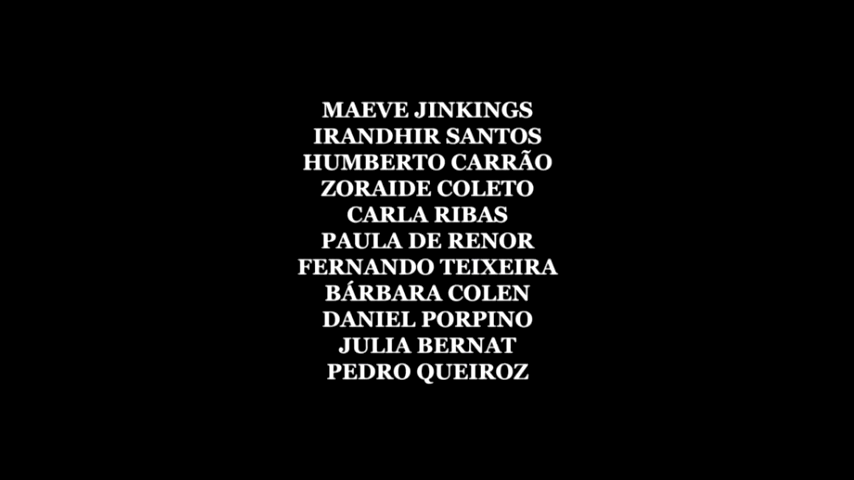 MAEVE JINKINGS
IRANDHIR SANTOS
HUMBERTO CARRÃO
ZORAIDE COLETO
CARLA RIBAS
PAULA DE RENOR
FERNANDO TEIXEIRA
BÁRBARA COLEN
DANIEL PORPINO
JULIA BERNAT
PEDRO QUEIROZ